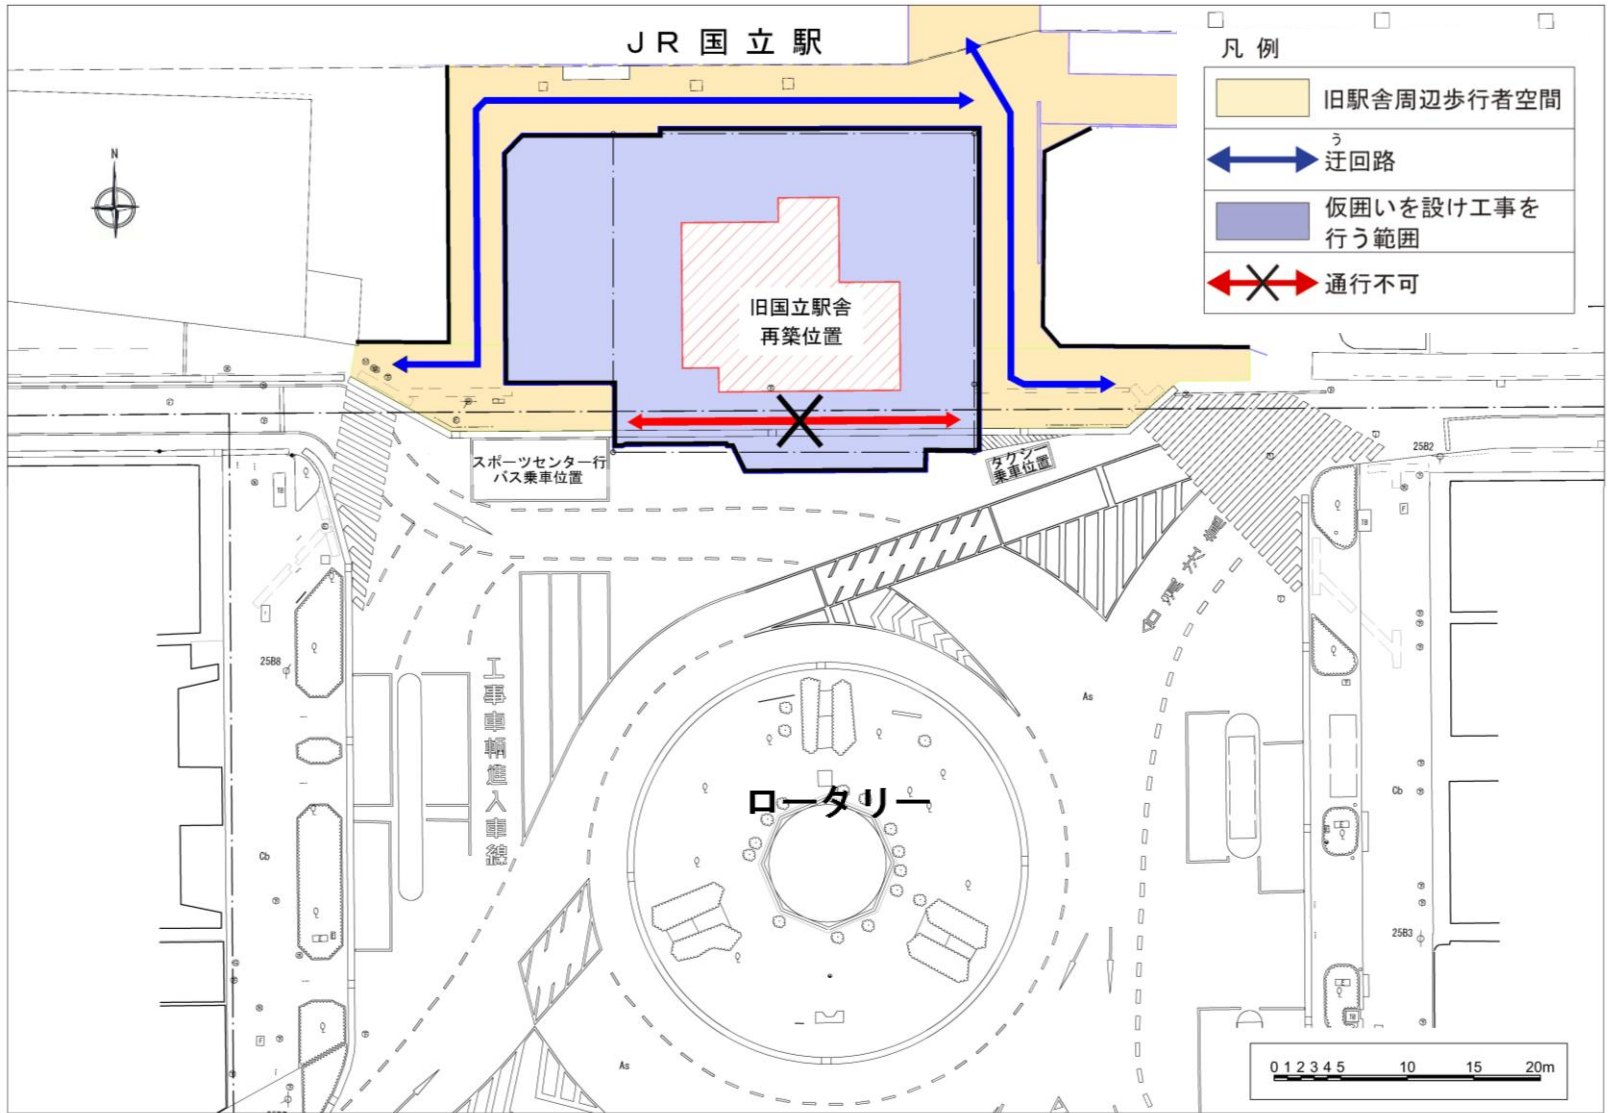 JR国立駅
凡例
旧駅舎周辺歩行者空間
う
迂回路
仮囲いを設け工事を
行う範囲
通行不可
N
旧国立駅舎
再築位置
スポーツセンター行
バス乗車位置
タクシー
乗車位置
25B2
25B8
工事車輌進入車線
As
ロータリー
Cb
Cb
25B3
As
0 1 2 3 4 5 10 15 20m